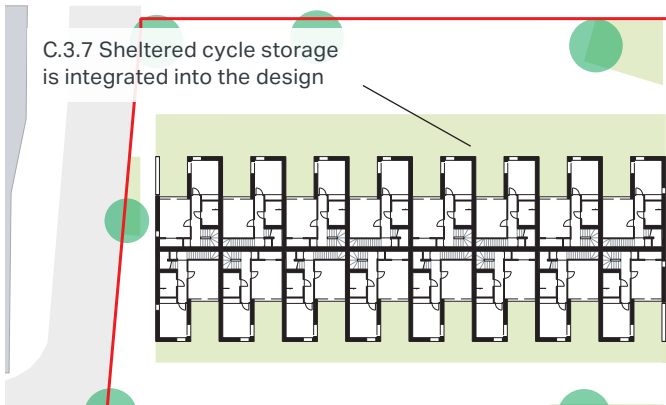 C.3.7 Sheltered cycle storage
is integrated into the design